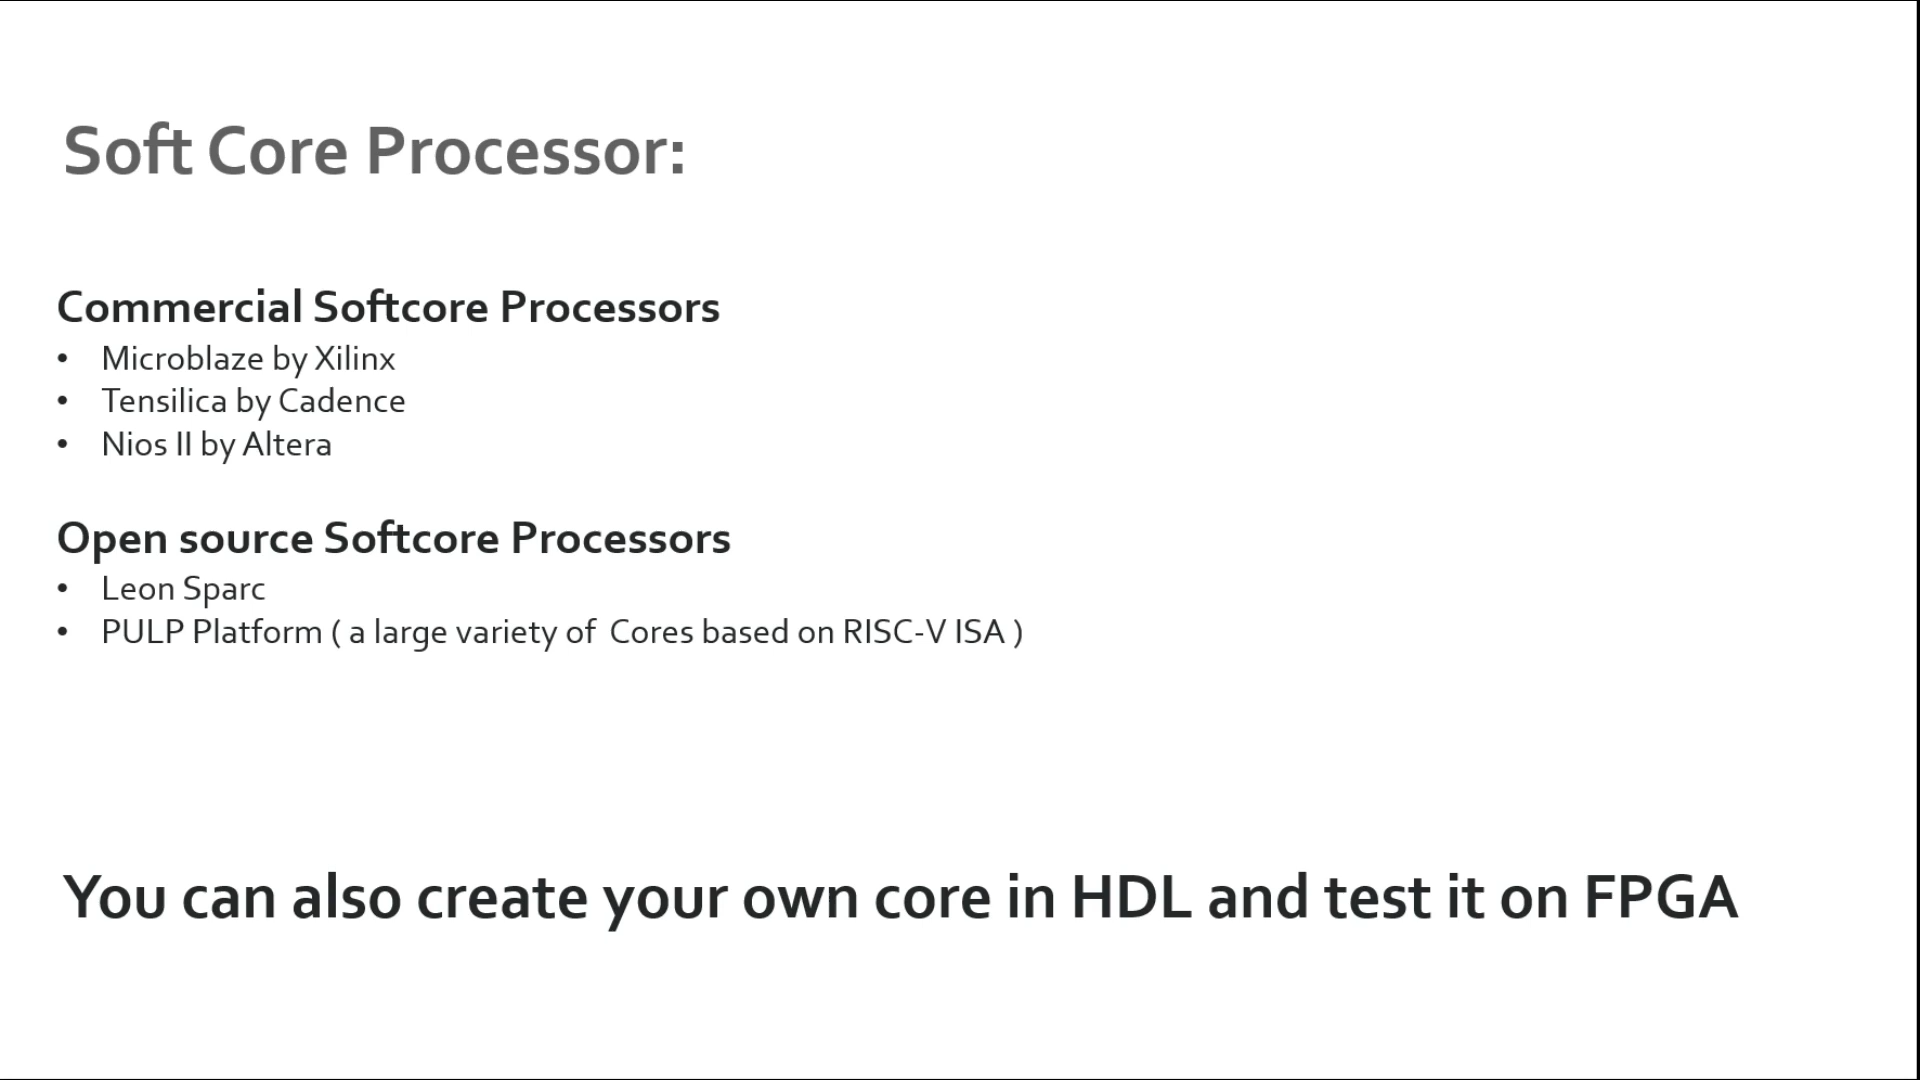 Soft Core Processor:
Commercial Softcore Processors
• Microblaze by Xilinx
• Tensilica by Cadence
• Nios II by Altera
Open source Softcore Processors
• Leon Sparc
• PULP Platform ( a large variety of  Cores based on RISC-V ISA )
You can also create your own core in HDL and test it on FPGA